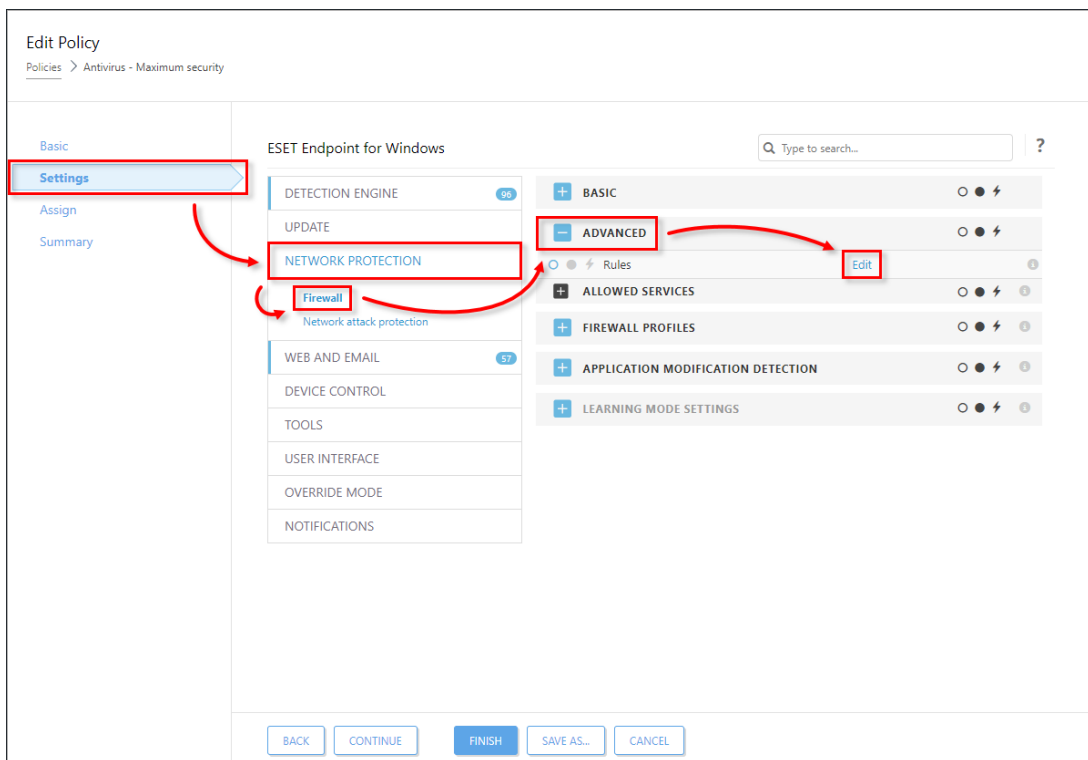 Edit Policy
Policies > Antivirus - Maximum security
Basic
Settings
Assign
Summary
ESET Endpoint for Windows
Type to search...
?
DETECTION ENGINE 96
UPDATE
NETWORK PROTECTION
Firewall
Network attack protection
WEB AND EMAIL 57
DEVICE CONTROL
TOOLS
USER INTERFACE
OVERRIDE MODE
NOTIFICATIONS
BASIC
ADVANCED
Rules Edit
ALLOWED SERVICES
FIREWALL PROFILES
APPLICATION MODIFICATION DETECTION
LEARNING MODE SETTINGS
BACK CONTINUE FINISH SAVE AS... CANCEL